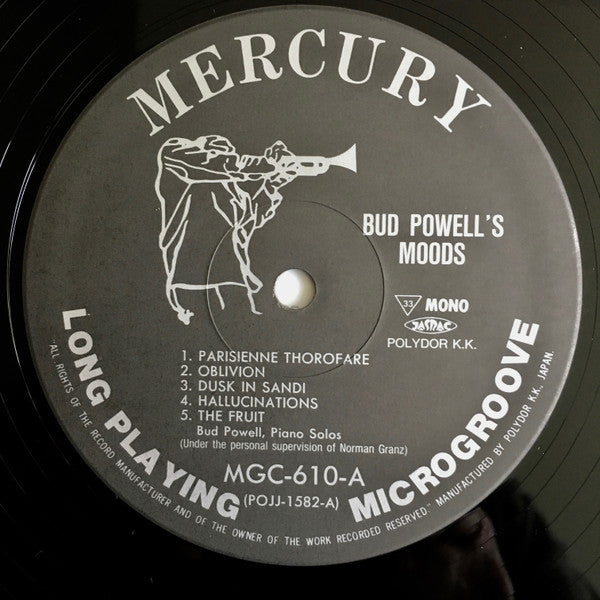 MERCURY
BUD POWELL'S
MOODS
33 MONO
JASRAC
POLYDOR K.K.
1. PARISIENNE THOROFARE
2. OBLIVION
3. DUSK IN SANDI
4. HALLUCINATIONS
5. THE FRUIT
Bud Powell, Piano Solos
(Under the personal supervision of Norman Granz)
MGC-610-A
(POJJ-1582-A)
LONG PLAYING MICROGROOVE
"ALL RIGHTS OF THE RECORD MANUFACTURER AND OF THE OWNER OF THE WORK RECORDED RESERVED." MANUFACTURED BY POLYDOR K.K., JAPAN.